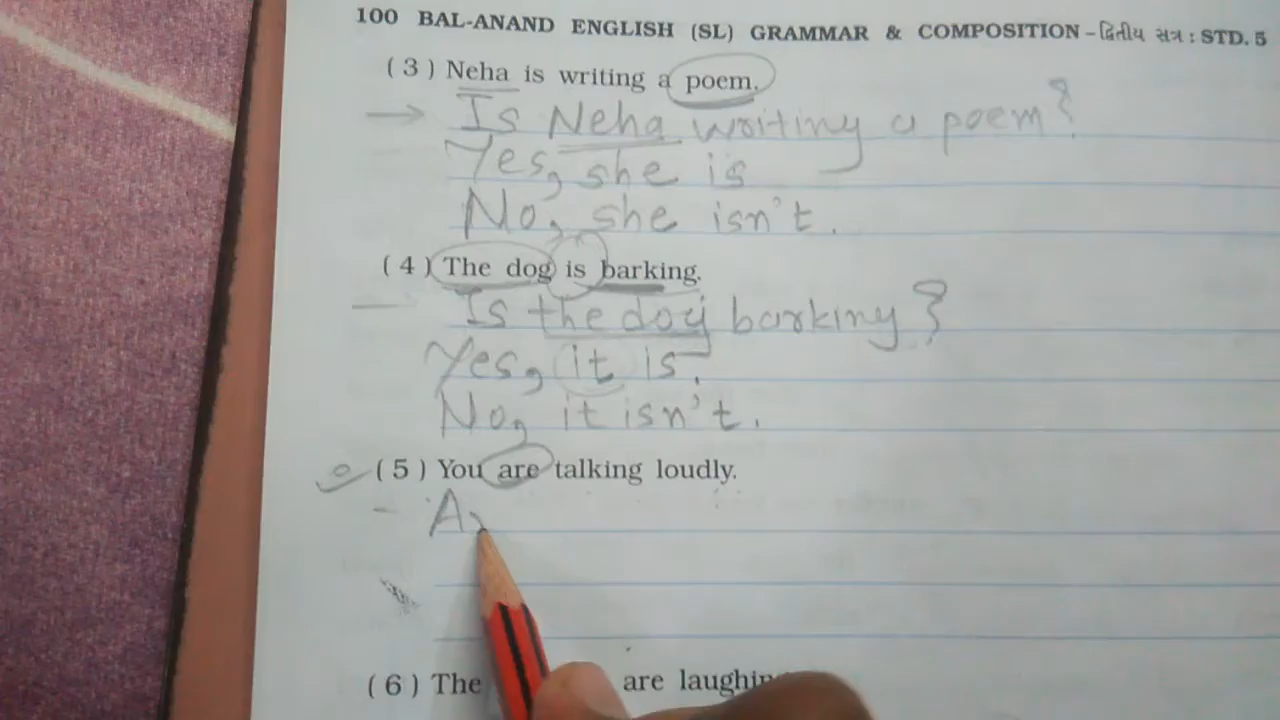 100 BAL-ANAND ENGLISH (SL) GRAMMAR & COMPOSITION – દ્વિતીય સત્ર : STD. 5
( 3 ) Neha is writing a poem.
Is Neha writing a poem?
Yes, she is
No, she isn't.
( 4 ) The dog is barking.
Is the dog barking?
Yes, it is.
No, it isn't.
( 5 ) You are talking loudly.
( 6 ) The are